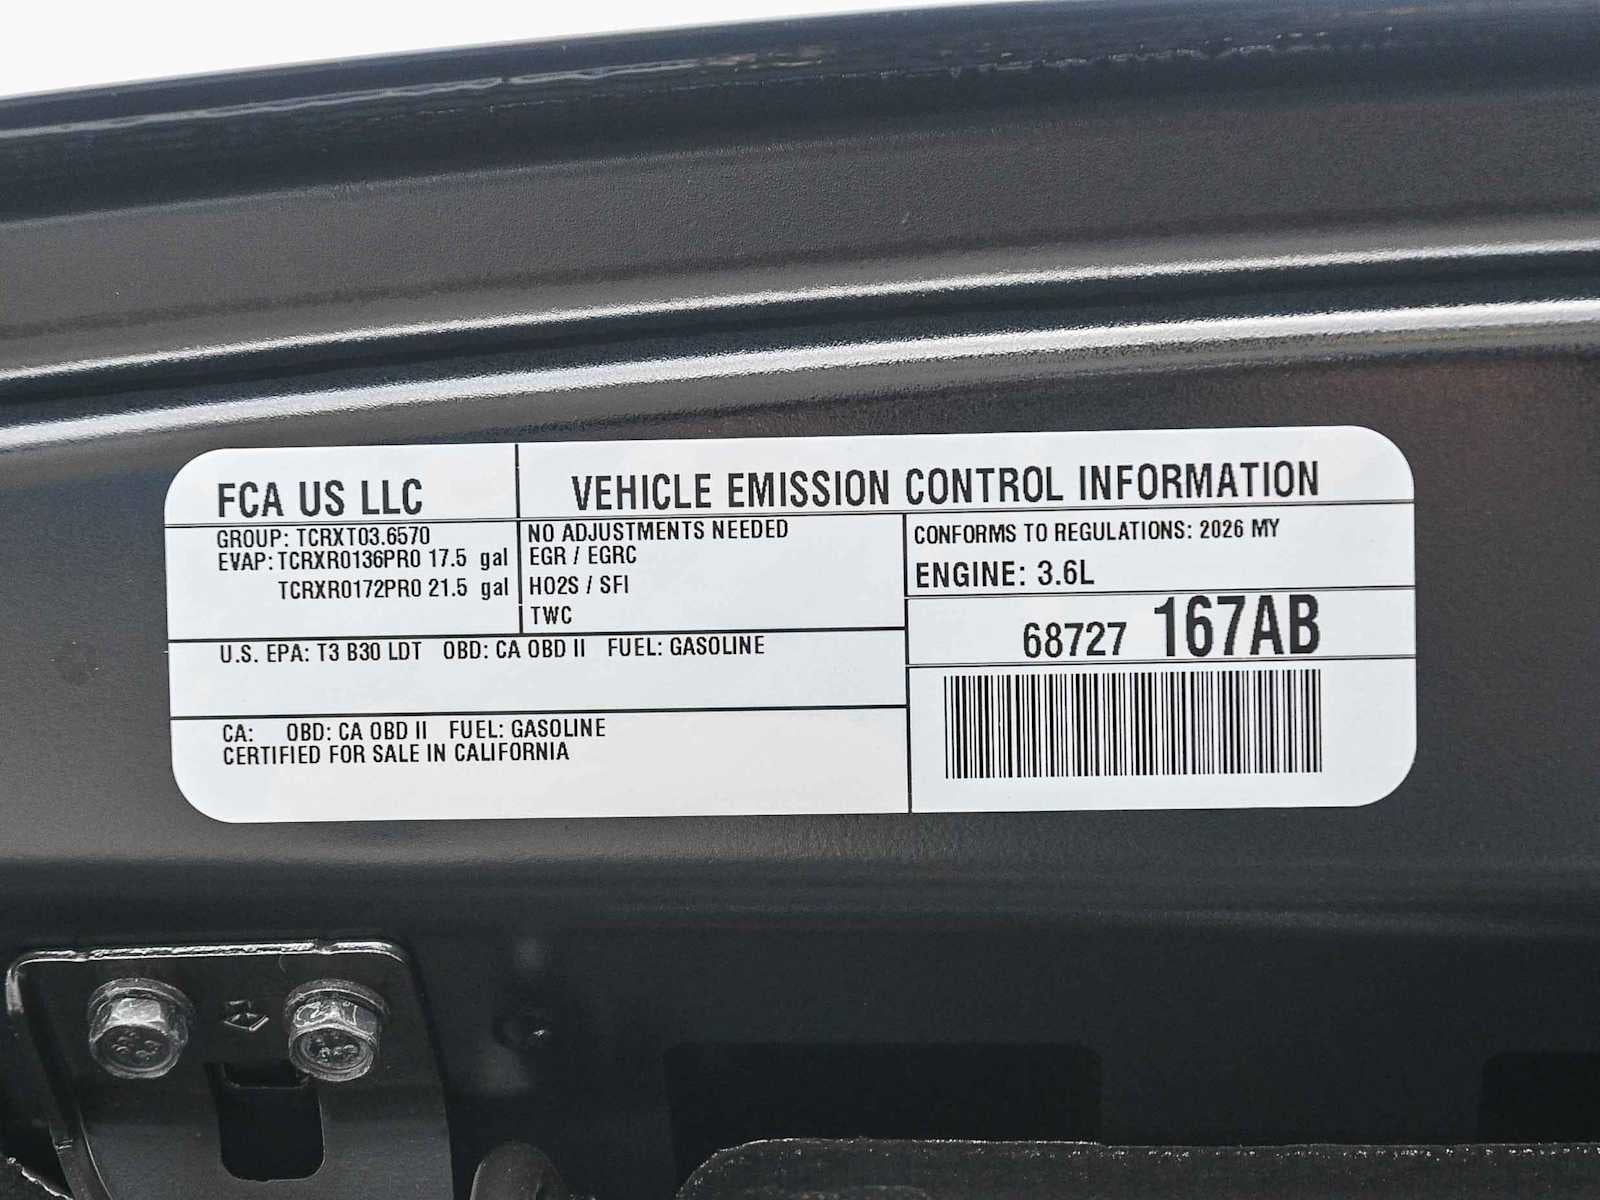 FCA US LLC
VEHICLE EMISSION CONTROL INFORMATION
GROUP: TCRXT03.6570
EVAP: TCRXR0136PR0 17.5 gal
TCRXR0172PR0 21.5 gal
NO ADJUSTMENTS NEEDED
EGR / EGRC
HO2S / SFI
TWC
CONFORMS TO REGULATIONS: 2026 MY
ENGINE: 3.6L
68727 167AB
U.S. EPA: T3 B30 LDT OBD: CA OBD II FUEL: GASOLINE
CA: OBD: CA OBD II FUEL: GASOLINE
CERTIFIED FOR SALE IN CALIFORNIA